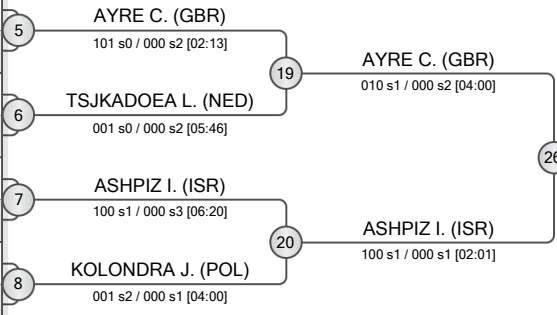 5
AYRE C. (GBR)
101 s0 / 000 s2 [02:13]
19
AYRE C. (GBR)
010 s1 / 000 s2 [04:00]
6
TSJKADOEA L. (NED)
001 s0 / 000 s2 [05:46]
26
7
ASHPIZ I. (ISR)
100 s1 / 000 s3 [06:20]
20
ASHPIZ I. (ISR)
100 s1 / 000 s1 [02:01]
8
KOLONDRA J. (POL)
001 s2 / 000 s1 [04:00]